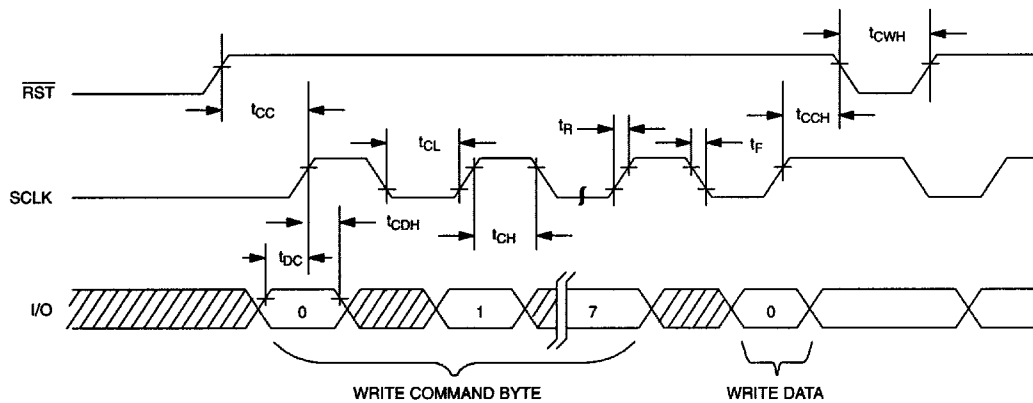 tCWH
RST
tCC
tCCH
tCL
tR
tF
SCLK
tCDH
tCH
tDC
I/O
0
1
7
0
WRITE COMMAND BYTE
WRITE DATA